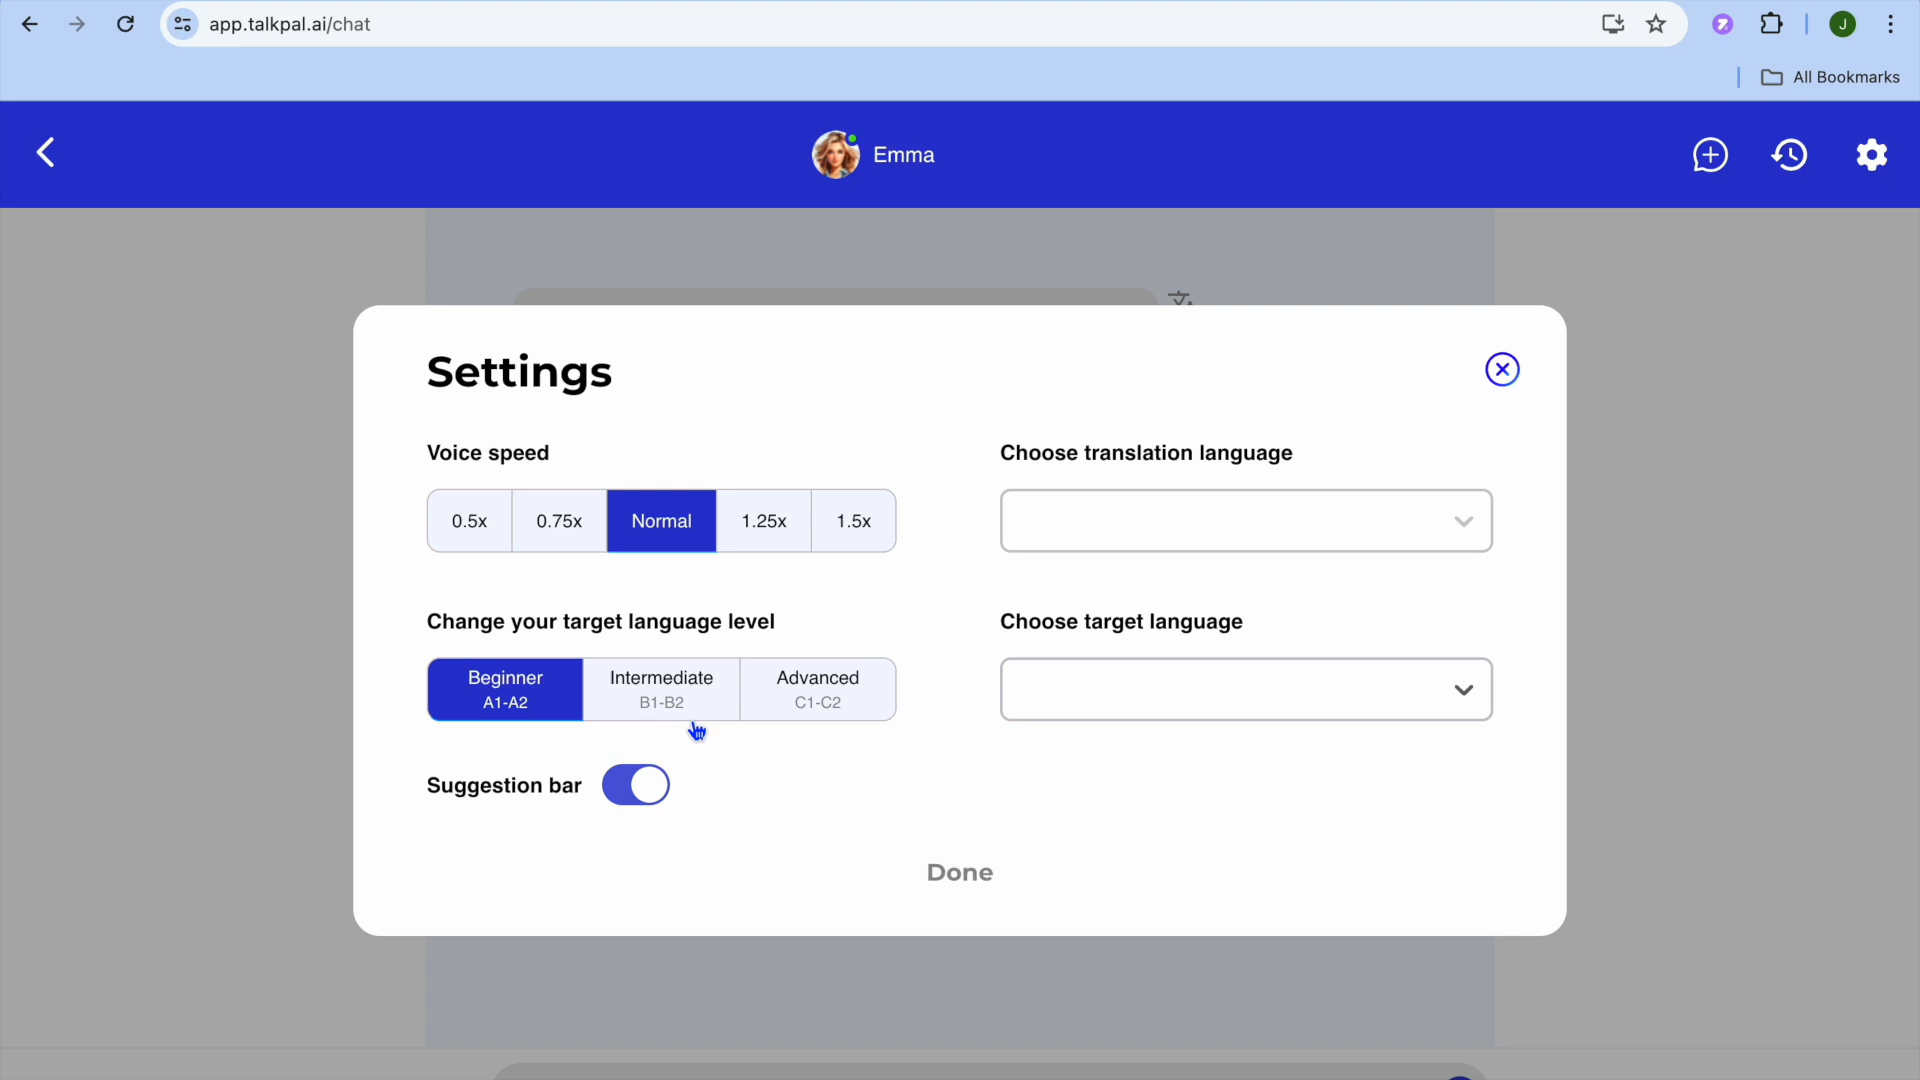 app.talkpal.ai/chat
J
All Bookmarks
Emma
Settings
Voice speed
Choose translation language
0.5x 0.75x Normal 1.25x 1.5x
Change your target language level
Choose target language
Beginner Intermediate Advanced
A1-A2 B1-B2 C1-C2
Suggestion bar
Done